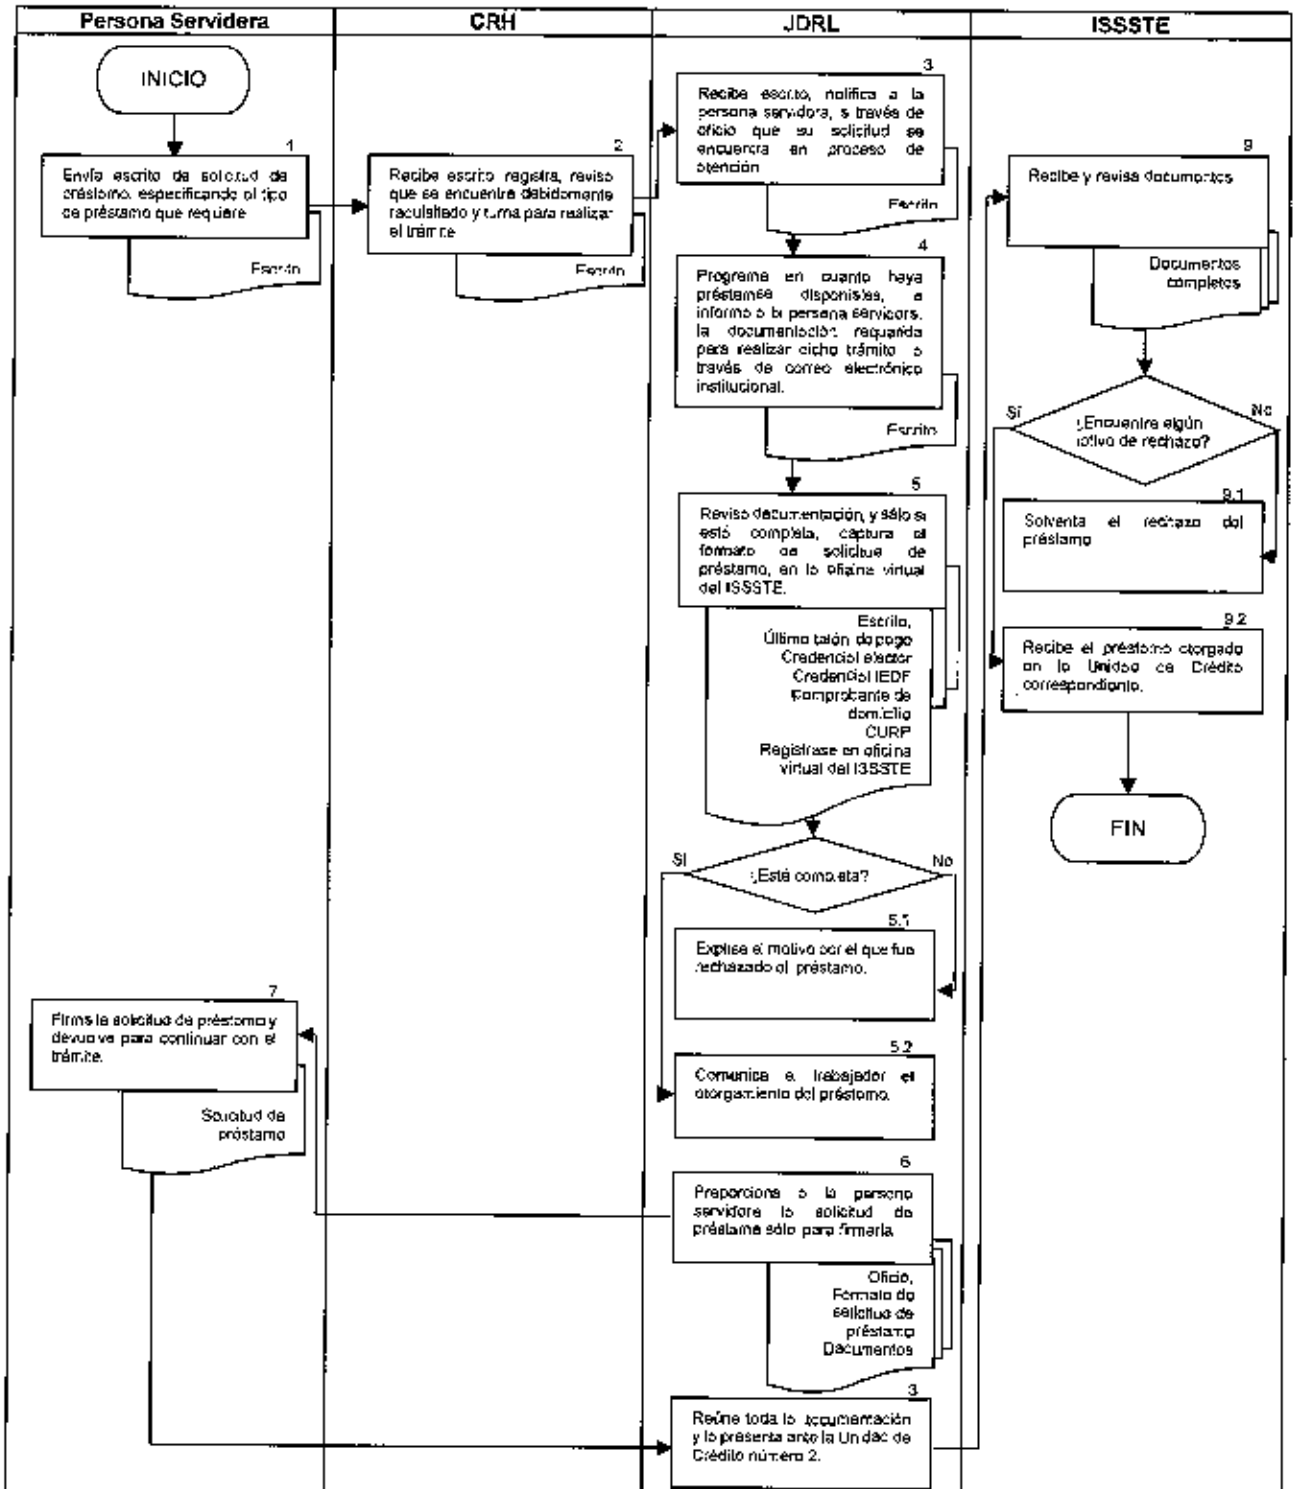 Persona Servidera
CRH
JDRL
ISSSTE
INICIO
1
Envía escrito de solicitud de
préstamo, especificando el tipo
de préstamo que requiere
Escrito
2
Recibe escrito registra, revisa
que se encuentre debidamente
requisitado y turna para realizar
el trámite
Escrito
3
Recibe escrito, notifica a la
persona servidora, a través de
oficio que su solicitud se
encuentra en proceso de
atención
Escrito
4
Programa en cuanto haya
préstamos disponibles, e
informa a la persona servidora,
la documentación requerida
para realizar dicho trámite a
través de correo electrónico
institucional.
Escrito
5
Revisa documentación, y sólo si
está completa, captura el
formato de solicitud de
préstamo, en la oficina virtual
del ISSSTE.
Escrito,
Último talón de pago
Credencial elector
Credencial IEDF
Comprobante de
domicilio
CURP
Registrase en oficina
virtual del ISSSTE
¿Está completa?
Si
No
5.1
Explica el motivo por el que fue
rechazado el préstamo.
5.2
Comunica al trabajador el
otorgamiento del préstamo.
6
Proporciona a la persona
servidora la solicitud de
préstamo sólo para firmarla
Oficio,
Formato de
solicitud de
préstamo
Documentos
7
Firma la solicitud de préstamo y
devuelve para continuar con el
trámite.
Solicitud de
préstamo
3
Reúne toda la documentación
y lo presenta ante la Unidad de
Crédito número 2.
9
Recibe y revisa documentos
Documentos
completos
¿Encuentra algún
motivo de rechazo?
Sí
No
9.1
Solventa el rechazo del
préstamo
9.2
Recibe el préstamo otorgado
en la Unidad de Crédito
correspondiente.
FIN